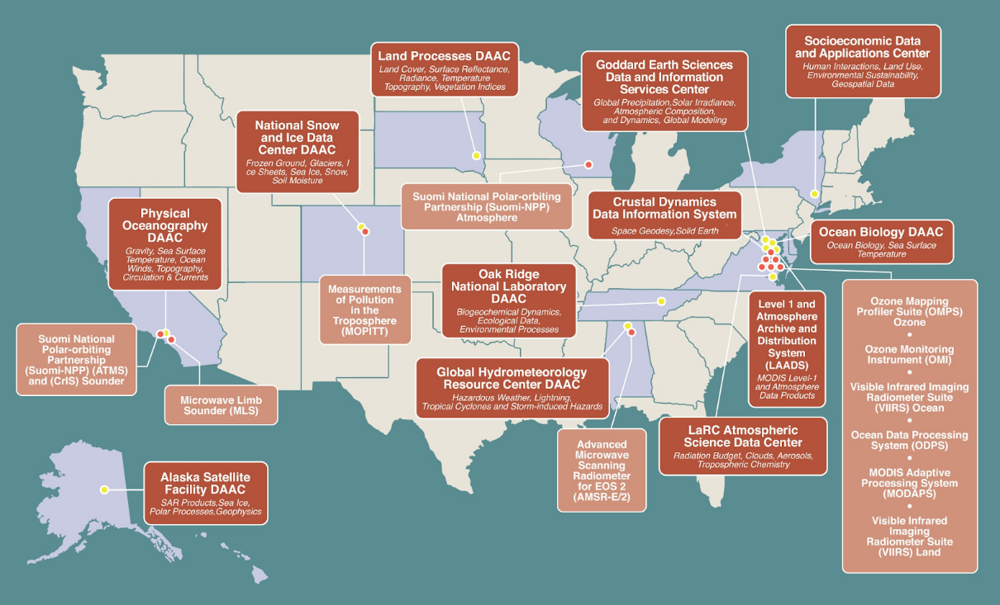 Socioeconomic Data
and Applications Center
Human Interactions, Land Use,
Environmental Sustainability,
Geospatial Data
Land Processes DAAC
Land Cover, Surface Reflectance,
Radiance, Temperature
Topography, Vegetation Indices
Goddard Earth Sciences
Data and Information
Services Center
Global Precipitation,Solar Irradiance,
Atmospheric Composition,
and Dynamics, Global Modeling
National Snow
and Ice Data
Center DAAC
Frozen Ground, Glaciers, I
ce Sheets, Sea Ice, Snow,
Soil Moisture
Suomi National Polar-orbiting
Partnership (Suomi-NPP)
Atmosphere
Crustal Dynamics
Data Information System
Space Geodesy,Solid Earth
Physical
Oceanography
DAAC
Gravity, Sea Surface
Temperature, Ocean
Winds, Topography,
Circulation & Currents
Ocean Biology DAAC
Ocean Biology, Sea Surface
Temperature
Oak Ridge
National Laboratory
DAAC
Biogeochemical Dynamics,
Ecological Data,
Environmental Processes
Measurements
of Pollution
in the
Troposphere
(MOPITT)
Level 1 and
Atmosphere
Archive and
Distribution
System
(LAADS)
MODIS Level-1
and Atmosphere
Data Products
Ozone Mapping
Profiler Suite (OMPS)
Ozone
Ozone Monitoring
Instrument (OMI)
Visible Infrared Imaging
Radiometer Suite
(VIIRS) Ocean
Ocean Data Processing
System (ODPS)
MODIS Adaptive
Processing System
(MODAPS)
Visible Infrared
Imaging
Radiometer Suite
(VIIRS) Land
Suomi National
Polar-orbiting
Partnership
(Suomi-NPP) (ATMS)
and (CrIS) Sounder
Microwave Limb
Sounder (MLS)
Global Hydrometeorology
Resource Center DAAC
Hazardous Weather, Lightning,
Tropical Cyclones and Storm-induced Hazards
LaRC Atmospheric
Science Data Center
Radiation Budget, Clouds, Aerosols,
Tropospheric Chemistry
Advanced
Microwave
Scanning
Radiometer
for EOS 2
(AMSR-E/2)
Alaska Satellite
Facility DAAC
SAR Products,Sea Ice,
Polar Processes,Geophysics